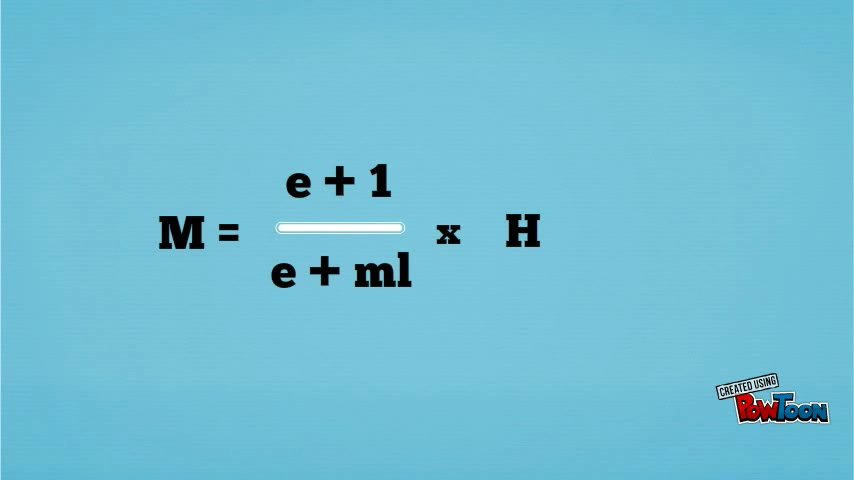 e + 1
M = x H
e + ml
CREATED USING
POWTOON